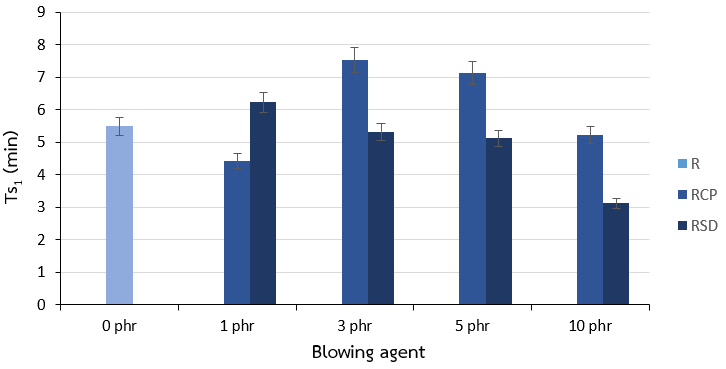 9
8
7
6
5
4
3
2
1
0
Ts1 (min)
0 phr
1 phr
3 phr
5 phr
10 phr
Blowing agent
R
RCP
RSD